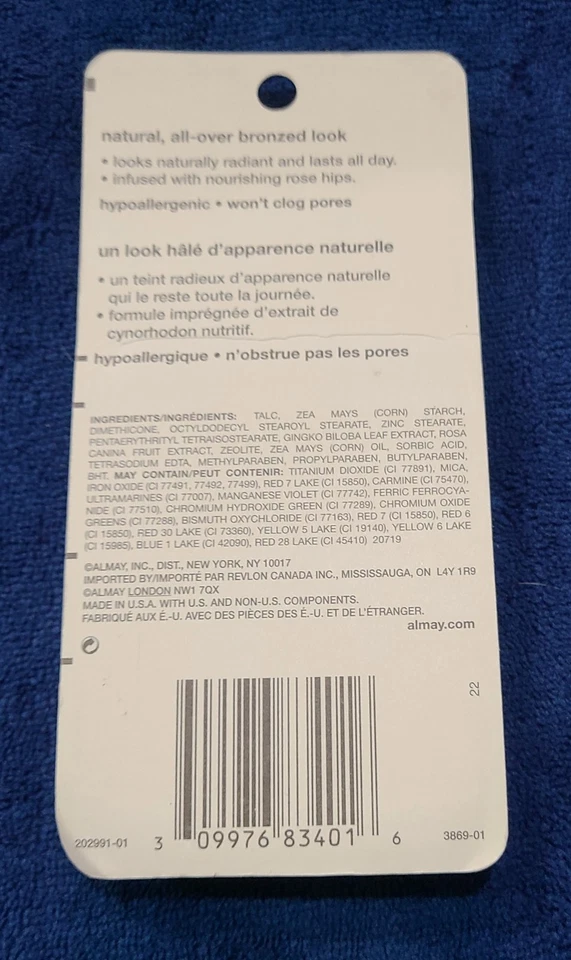 natural, all-over bronzed look
• looks naturally radiant and lasts all day.
• infused with nourishing rose hips.
hypoallergenic • won't clog pores
un look hâlé d'apparence naturelle
• un teint radieux d'apparence naturelle
qui le reste toute la journée.
• formule imprégnée d'extrait de
cynorhodon nutritif.
hypoallergique • n'obstrue pas les pores
INGREDIENTS/INGRÉDIENTS: TALC, ZEA MAYS (CORN) STARCH,
DIMETHICONE, OCTYLDODECYL STEAROYL STEARATE, ZINC STEARATE,
PENTAERYTHRITYL TETRAISOSTEARATE, GINGKO BILOBA LEAF EXTRACT, ROSA
CANINA FRUIT EXTRACT, ZEOLITE, ZEA MAYS (CORN) OIL, SORBIC ACID,
TETRASODIUM EDTA, METHYLPARABEN, PROPYLPARABEN, BUTYLPARABEN,
BHT. MAY CONTAIN/PEUT CONTENIR: TITANIUM DIOXIDE (CI 77891), MICA,
IRON OXIDE (CI 77491, 77492, 77499), RED 7 LAKE (CI 15850), CARMINE (CI 75470),
ULTRAMARINES (CI 77007), MANGANESE VIOLET (CI 77742), FERRIC FERROCYA-
NIDE (CI 77510), CHROMIUM HYDROXIDE GREEN (CI 77289), CHROMIUM OXIDE
GREENS (CI 77288), BISMUTH OXYCHLORIDE (CI 77163), RED 7 (CI 15850), RED 6
(CI 15850), RED 30 LAKE (CI 73360), YELLOW 5 LAKE (CI 19140), YELLOW 6 LAKE
(CI 15985), BLUE 1 LAKE (CI 42090), RED 28 LAKE (CI 45410) 20719
©ALMAY, INC., DIST., NEW YORK, NY 10017
IMPORTED BY/IMPORTÉ PAR REVLON CANADA INC., MISSISSAUGA, ON L4Y 1R9
©ALMAY LONDON NW1 7QX
MADE IN U.S.A. WITH U.S. AND NON-U.S. COMPONENTS.
FABRIQUÉ AUX É.-U. AVEC DES PIÈCES DES É.-U. ET DE L'ÉTRANGER.
almay.com
22
202991-01
3 09976 83401 6
3869-01